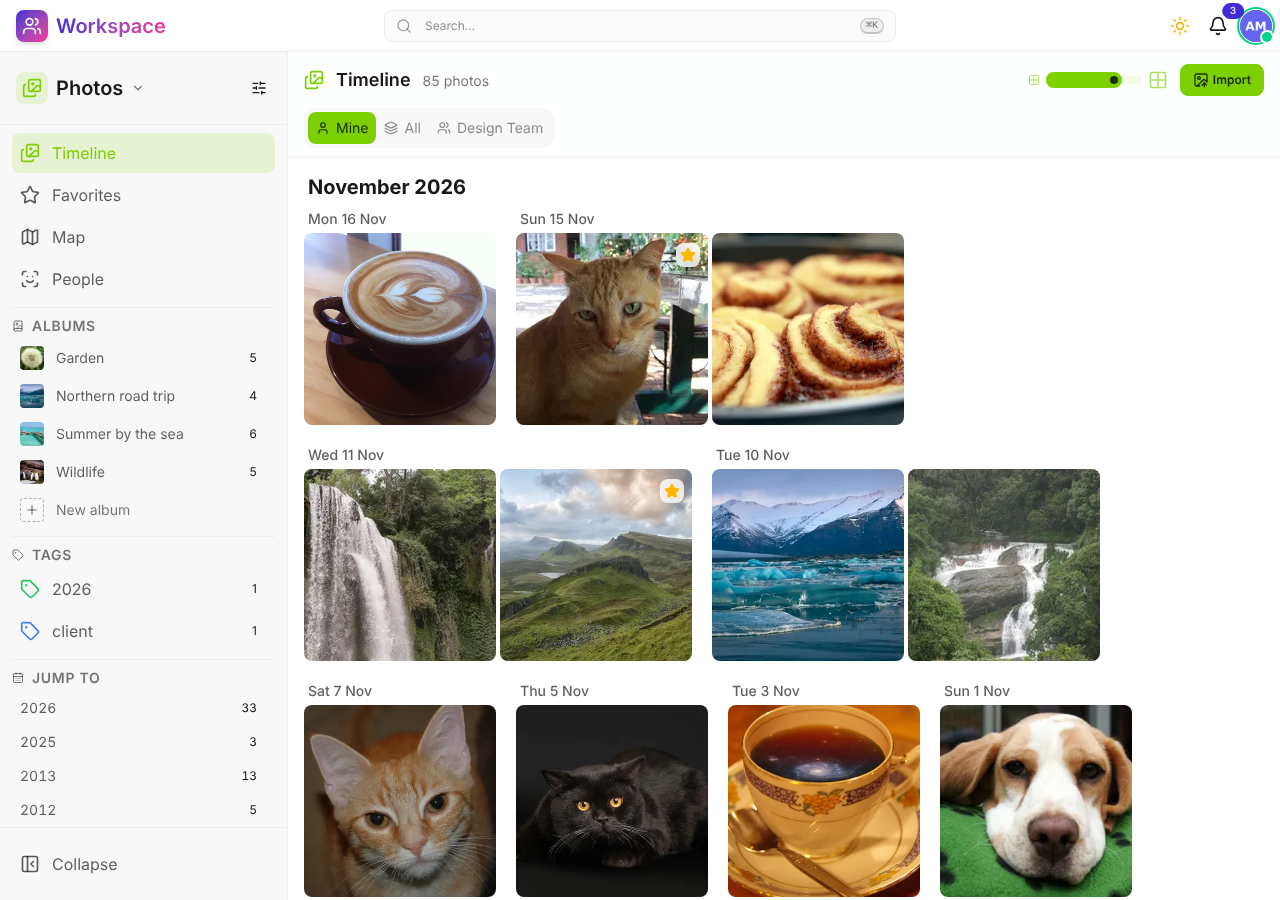 Workspace
Search...
⌘K
3
AM
Photos
Timeline
Favorites
Map
People
ALBUMS
Garden 5
Northern road trip 4
Summer by the sea 6
Wildlife 5
New album
TAGS
2026 1
client 1
JUMP TO
2026 33
2025 3
2013 13
2012 5
Collapse
Timeline 85 photos
Import
Mine All Design Team
November 2026
Mon 16 Nov Sun 15 Nov
Wed 11 Nov Tue 10 Nov
Sat 7 Nov Thu 5 Nov Tue 3 Nov Sun 1 Nov